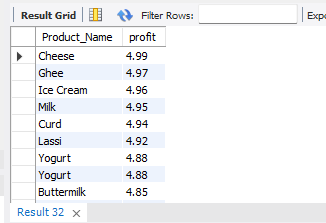 Result Grid Filter Rows: Expo
Product_Name profit
Cheese 4.99
Ghee 4.97
Ice Cream 4.96
Milk 4.95
Curd 4.94
Lassi 4.92
Yogurt 4.88
Yogurt 4.88
Buttermilk 4.85
Result 32 ×